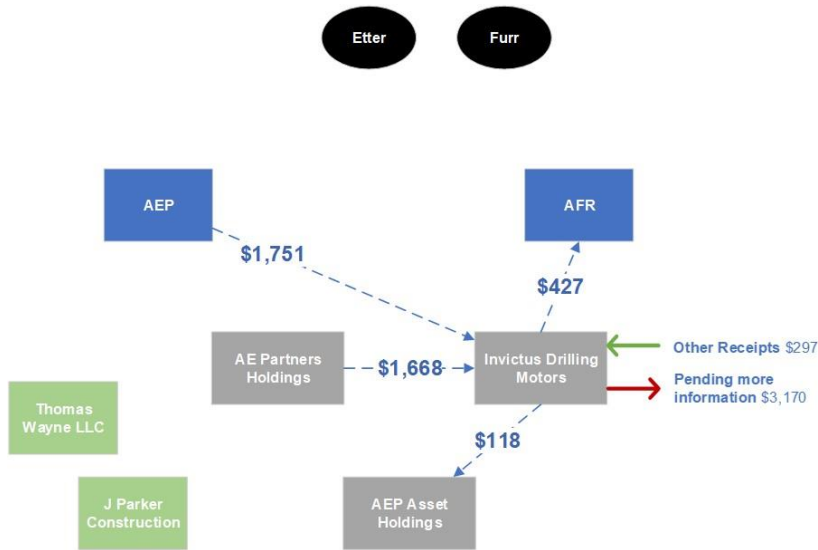 Etter
Furr
AEP
AFR
$1,751
$427
AE Partners
Holdings
$1,668
Invictus Drilling
Motors
Other Receipts $297
Pending more
information $3,170
Thomas
Wayne LLC
$118
J Parker
Construction
AEP Asset
Holdings